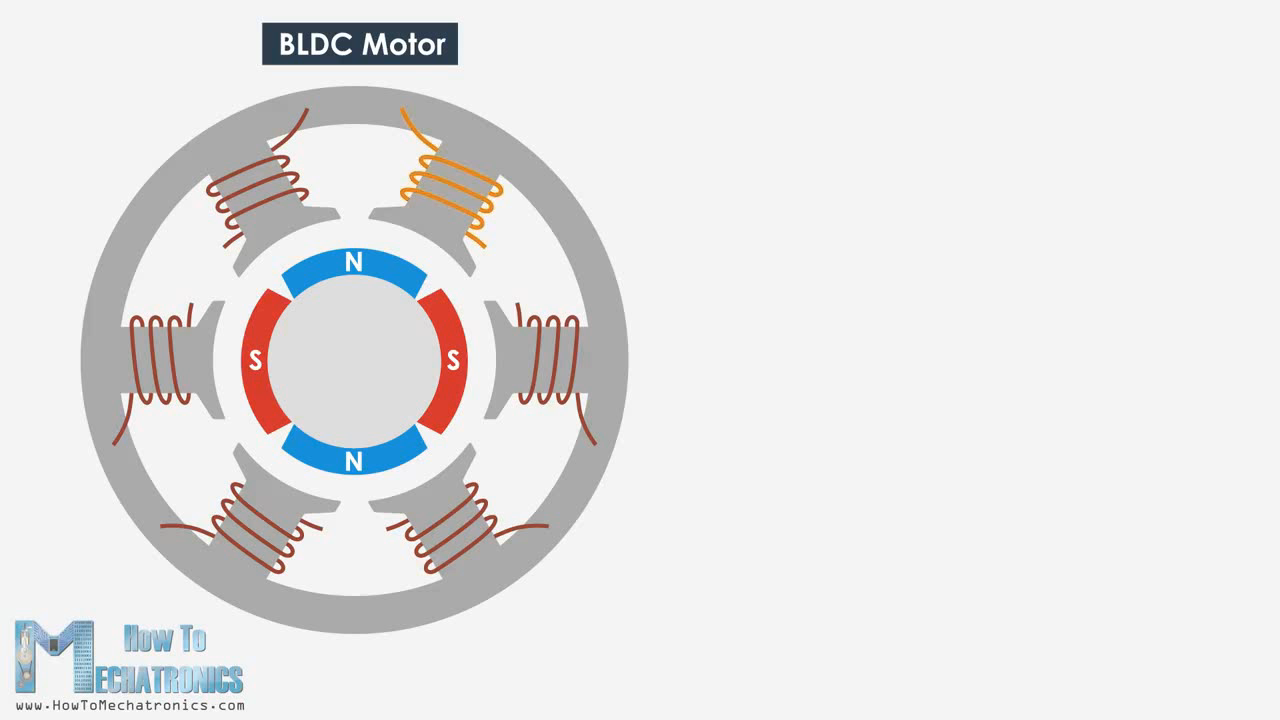 BLDC Motor
N
S
S
N
How To
MECHATRONICS
www.HowToMechatronics.com